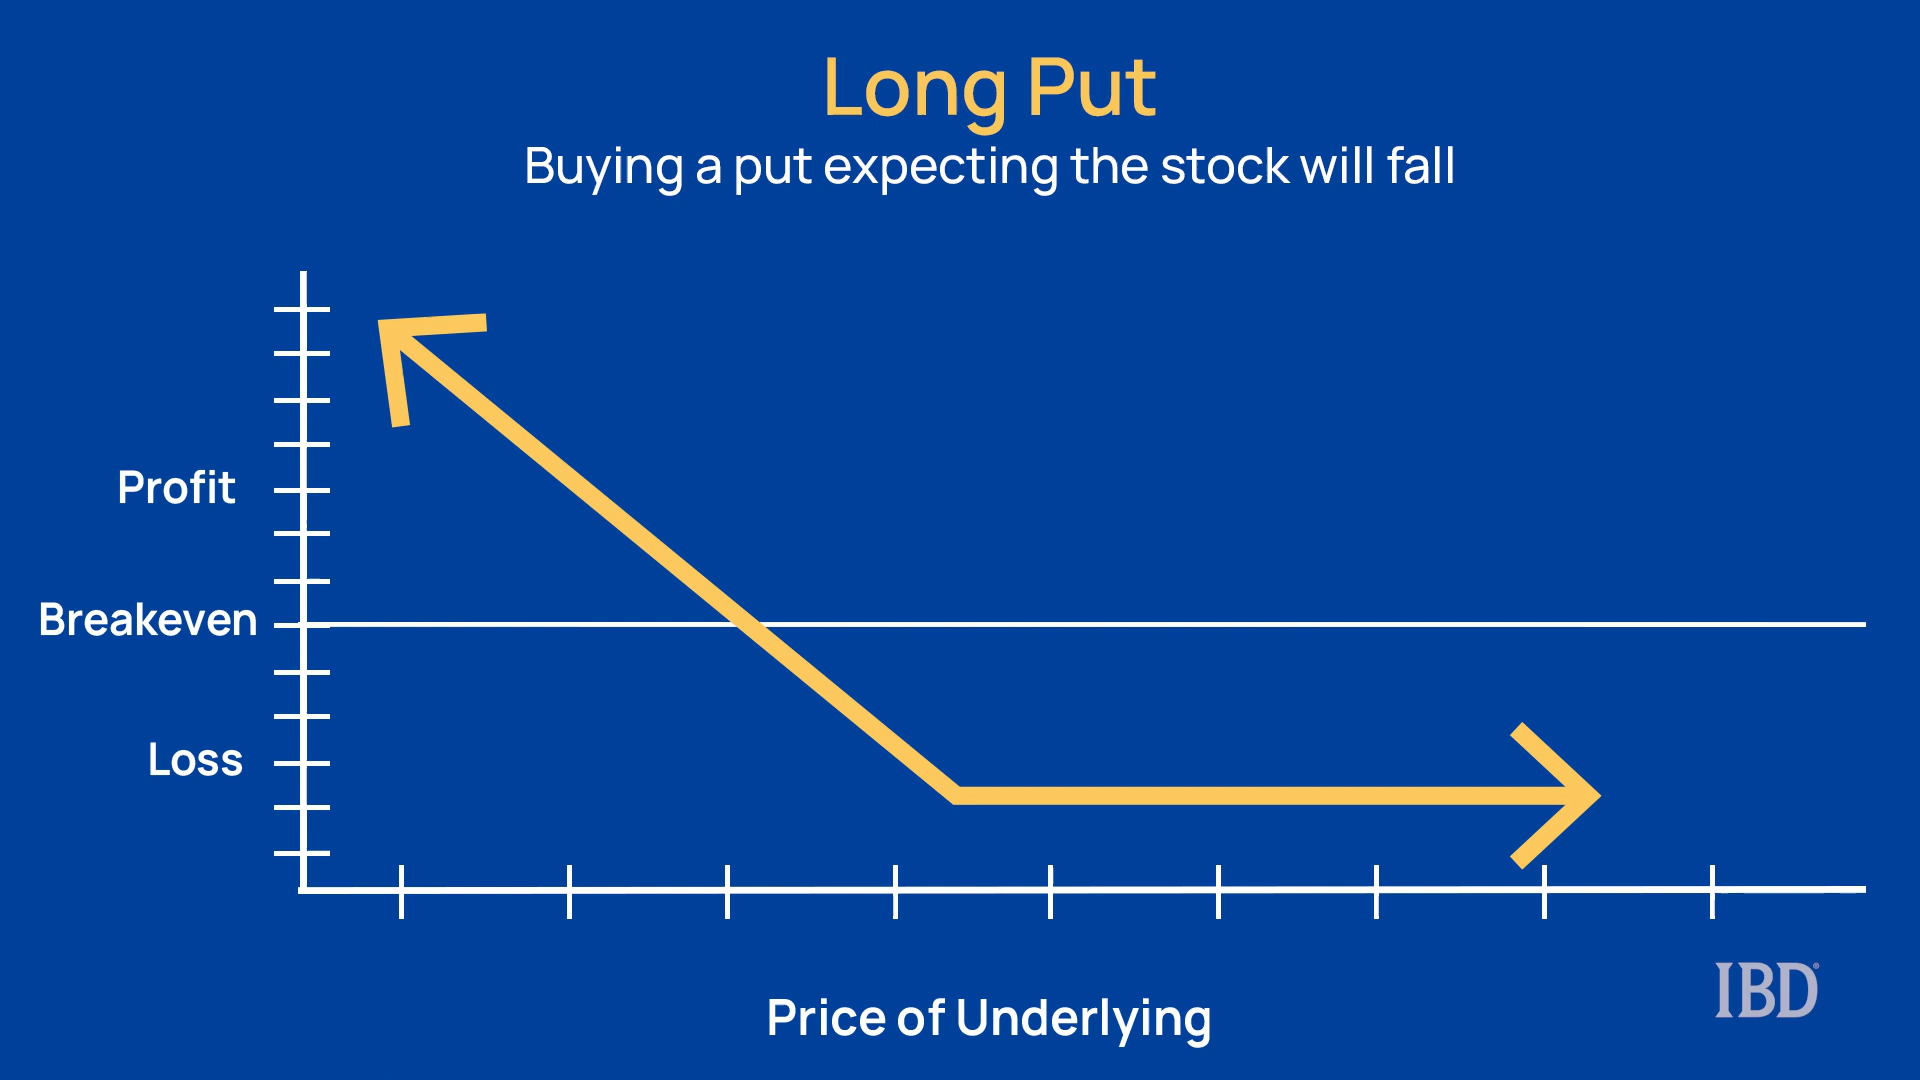 Long Put
Buying a put expecting the stock will fall
Profit
Breakeven
Loss
Price of Underlying
IBD®